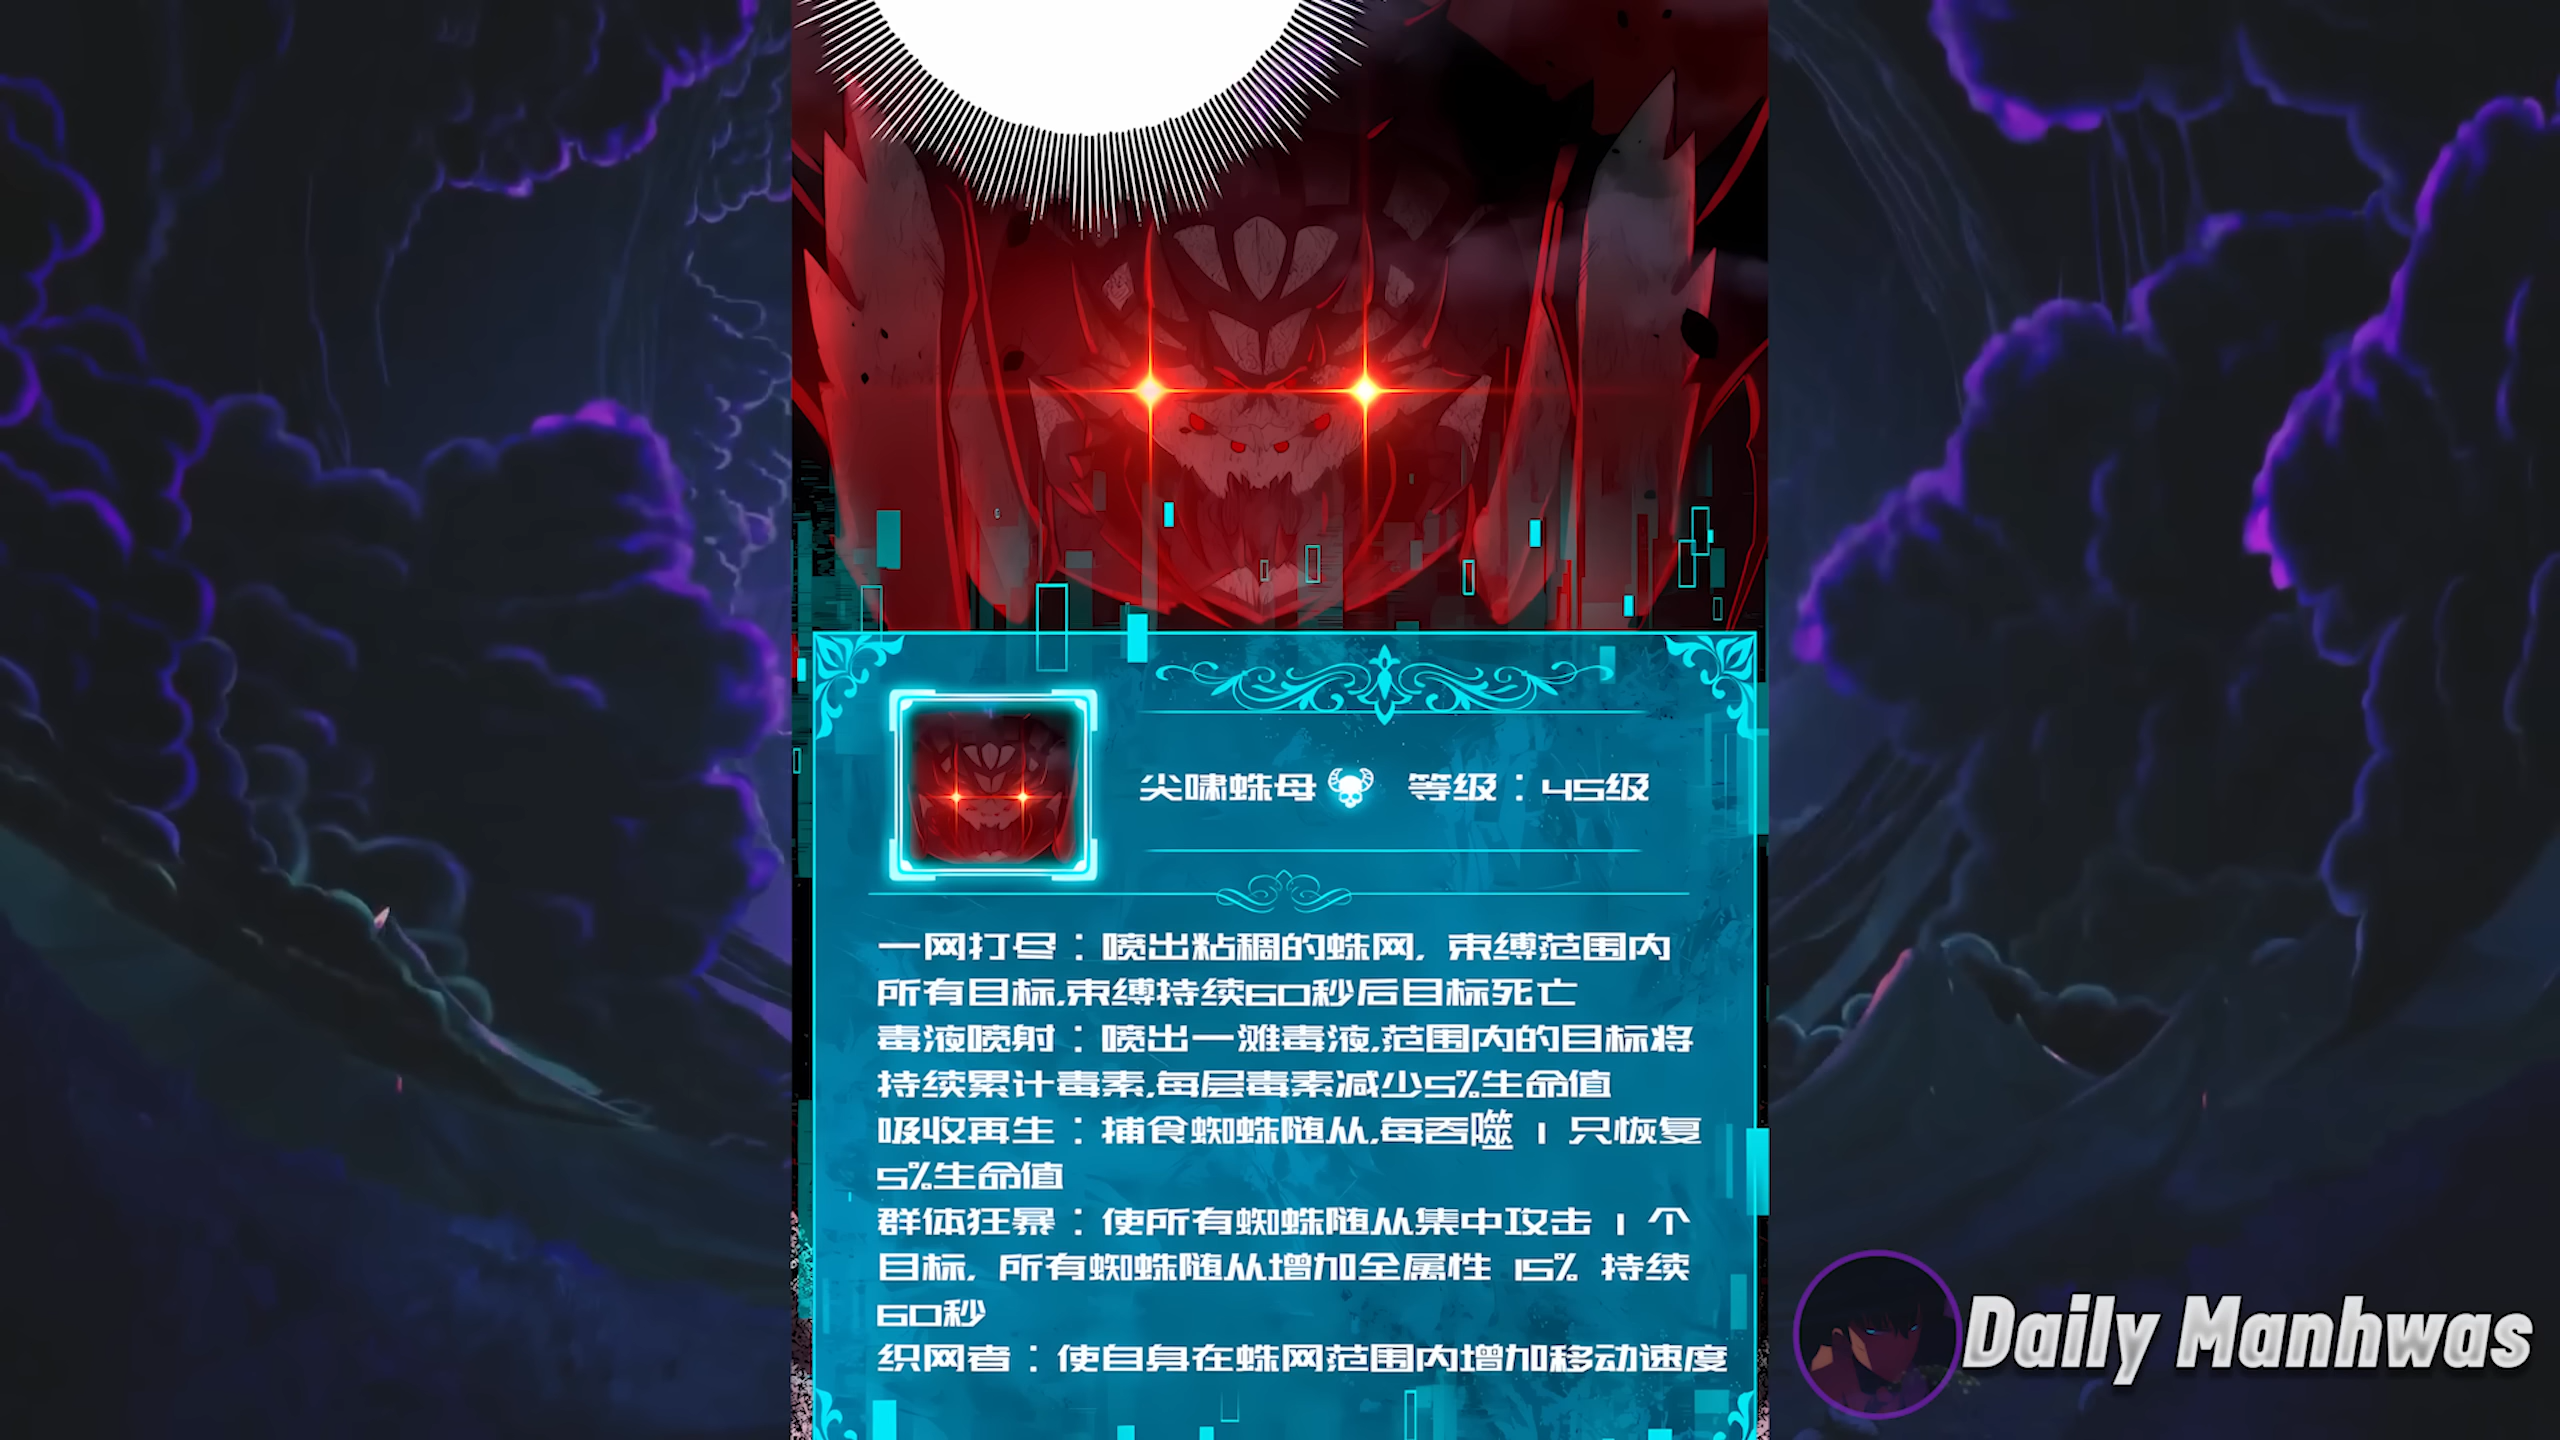 尖啸蛛母 等级：45级
一网打尽：喷出粘稠的蛛网, 束缚范围内
所有目标,束缚持续60秒后目标死亡
毒液喷射：喷出一滩毒液,范围内的目标将
持续累计毒素,每层毒素减少5%生命值
吸收再生：捕食蜘蛛随从,每吞噬 1 只恢复
5%生命值
群体狂暴：使所有蜘蛛随从集中攻击 1 个
目标, 所有蜘蛛随从增加全属性 15% 持续
60秒
织网者：使自身在蛛网范围内增加移动速度
Daily Manhwas